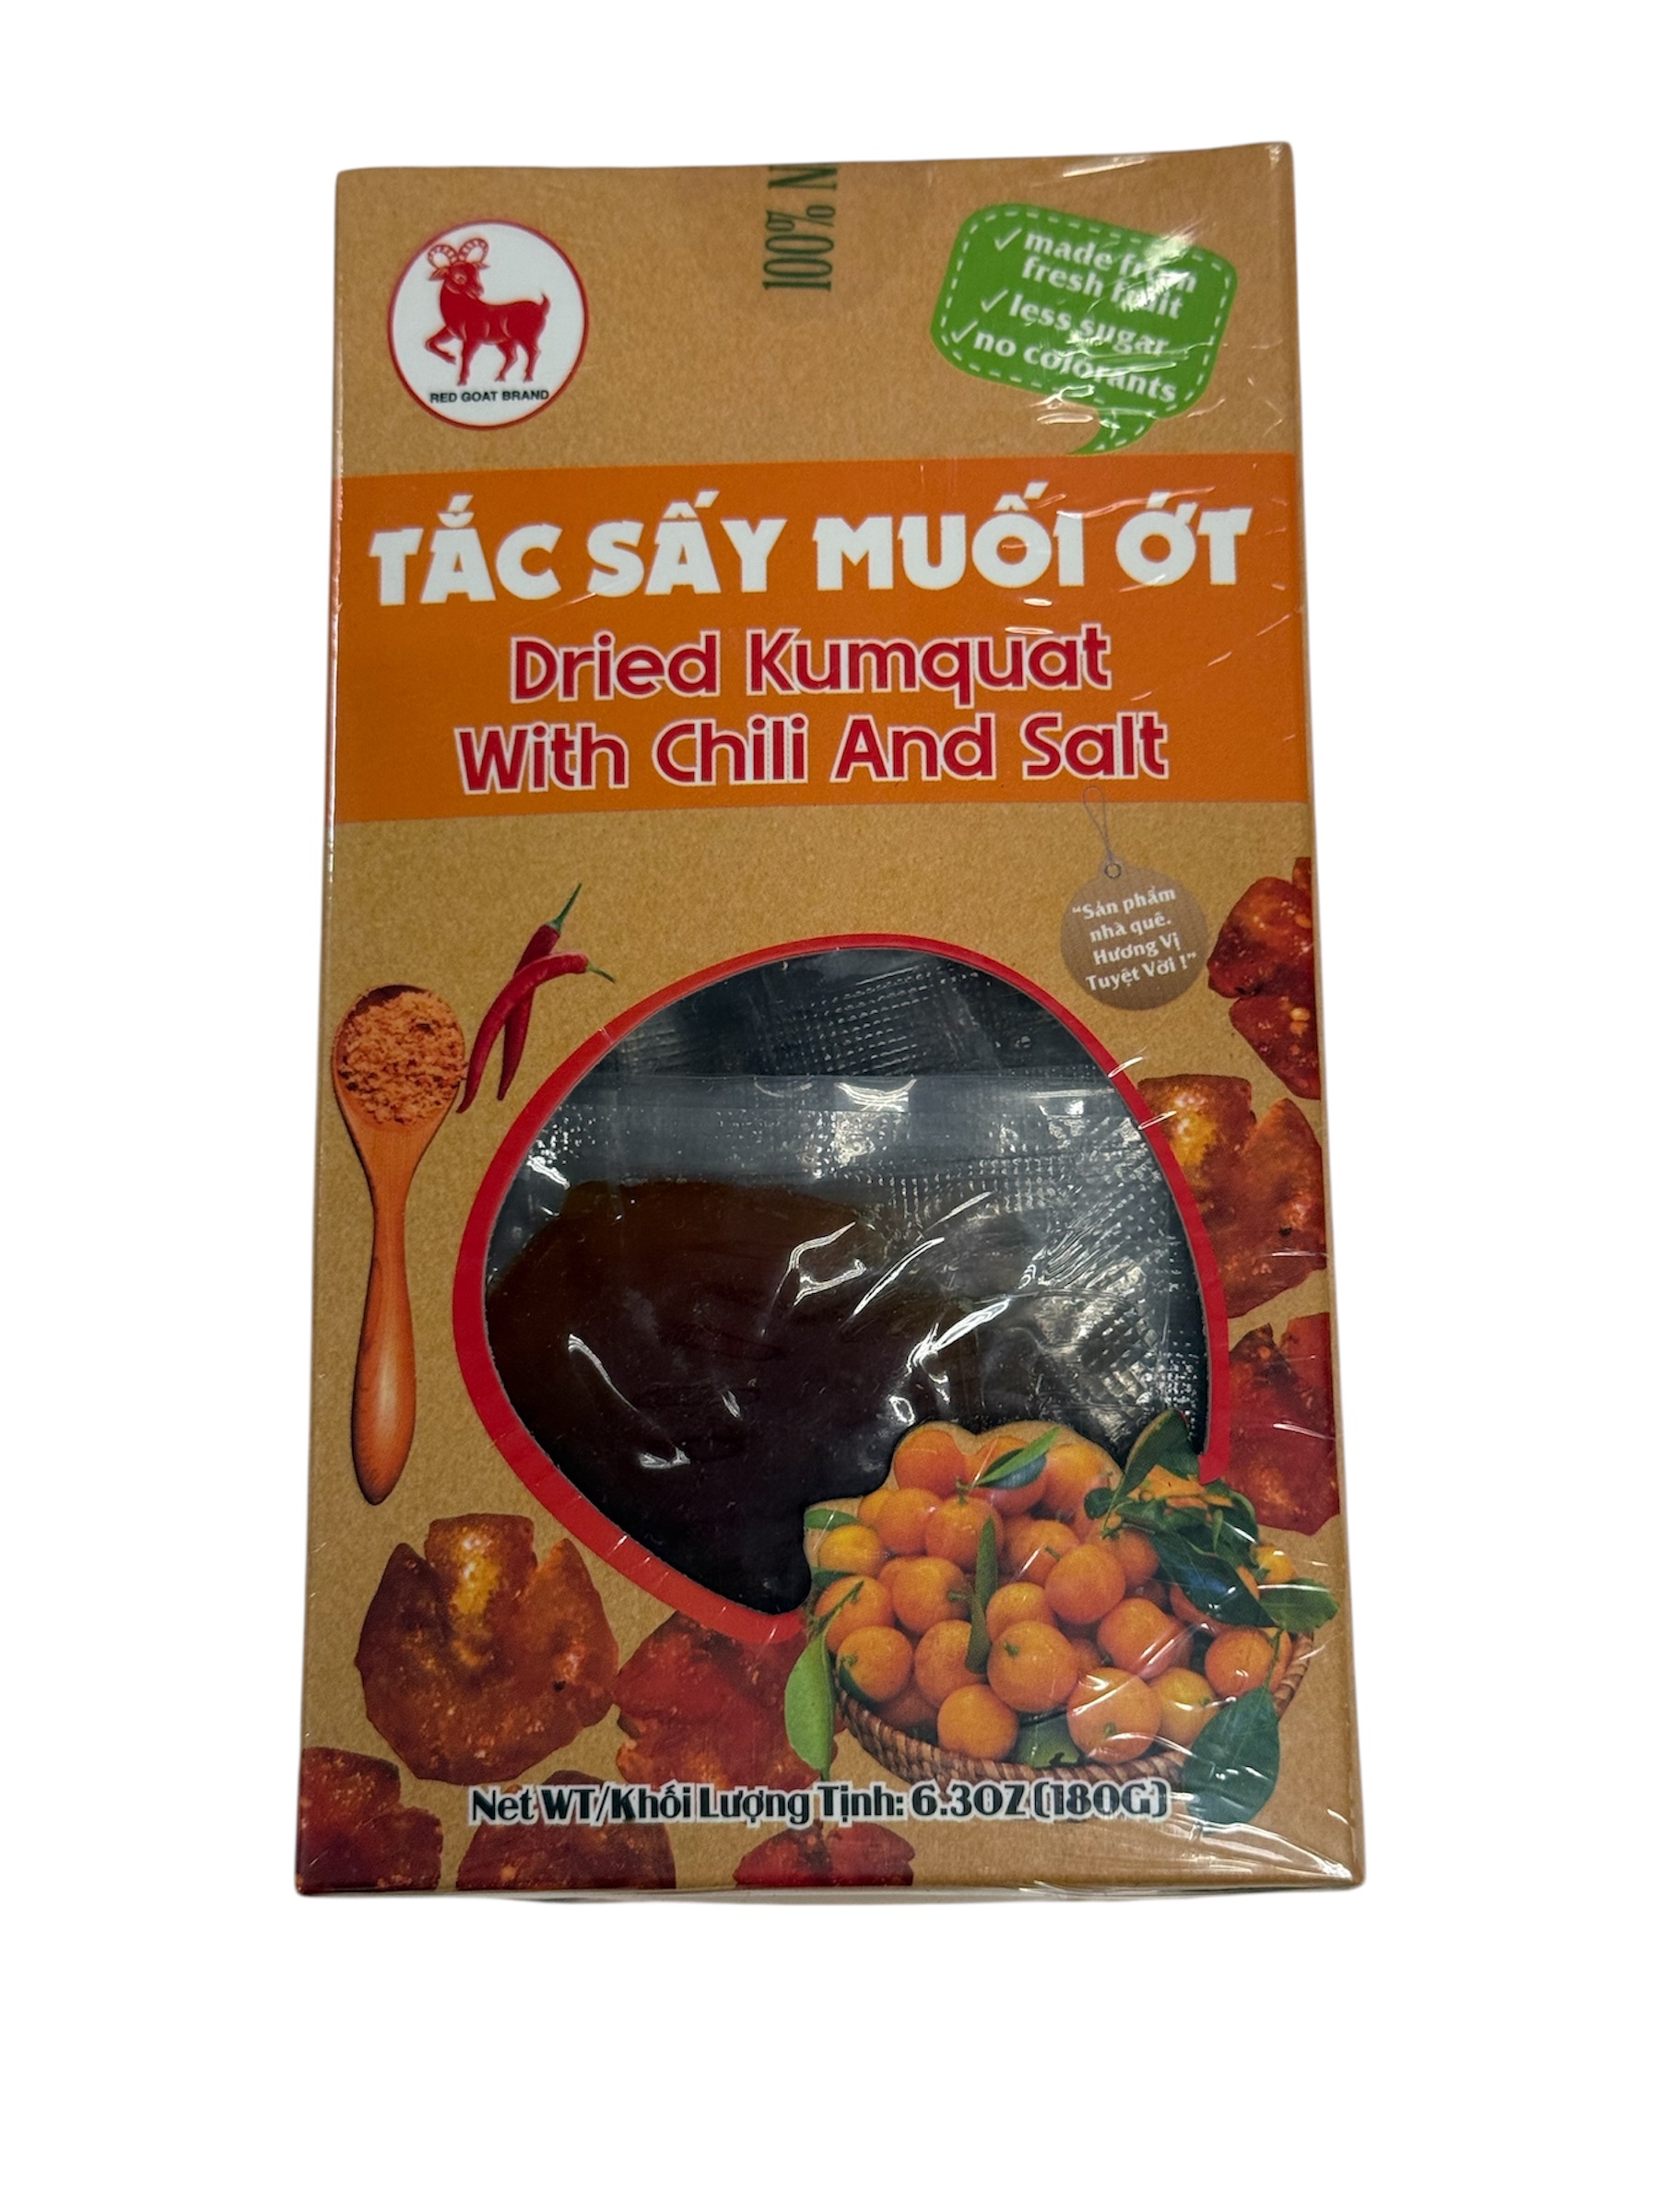 100% N
RED GOAT BRAND
✓ made from
fresh fruit
✓ less sugar
✓ no colorants
TẮC SẤY MUỐI ỚT
Dried Kumquat
With Chili And Salt
"Sản phẩm
nhà quê.
Hương Vị
Tuyệt Vời !"
Net WT/Khối Lượng Tịnh: 6.3OZ (180G)